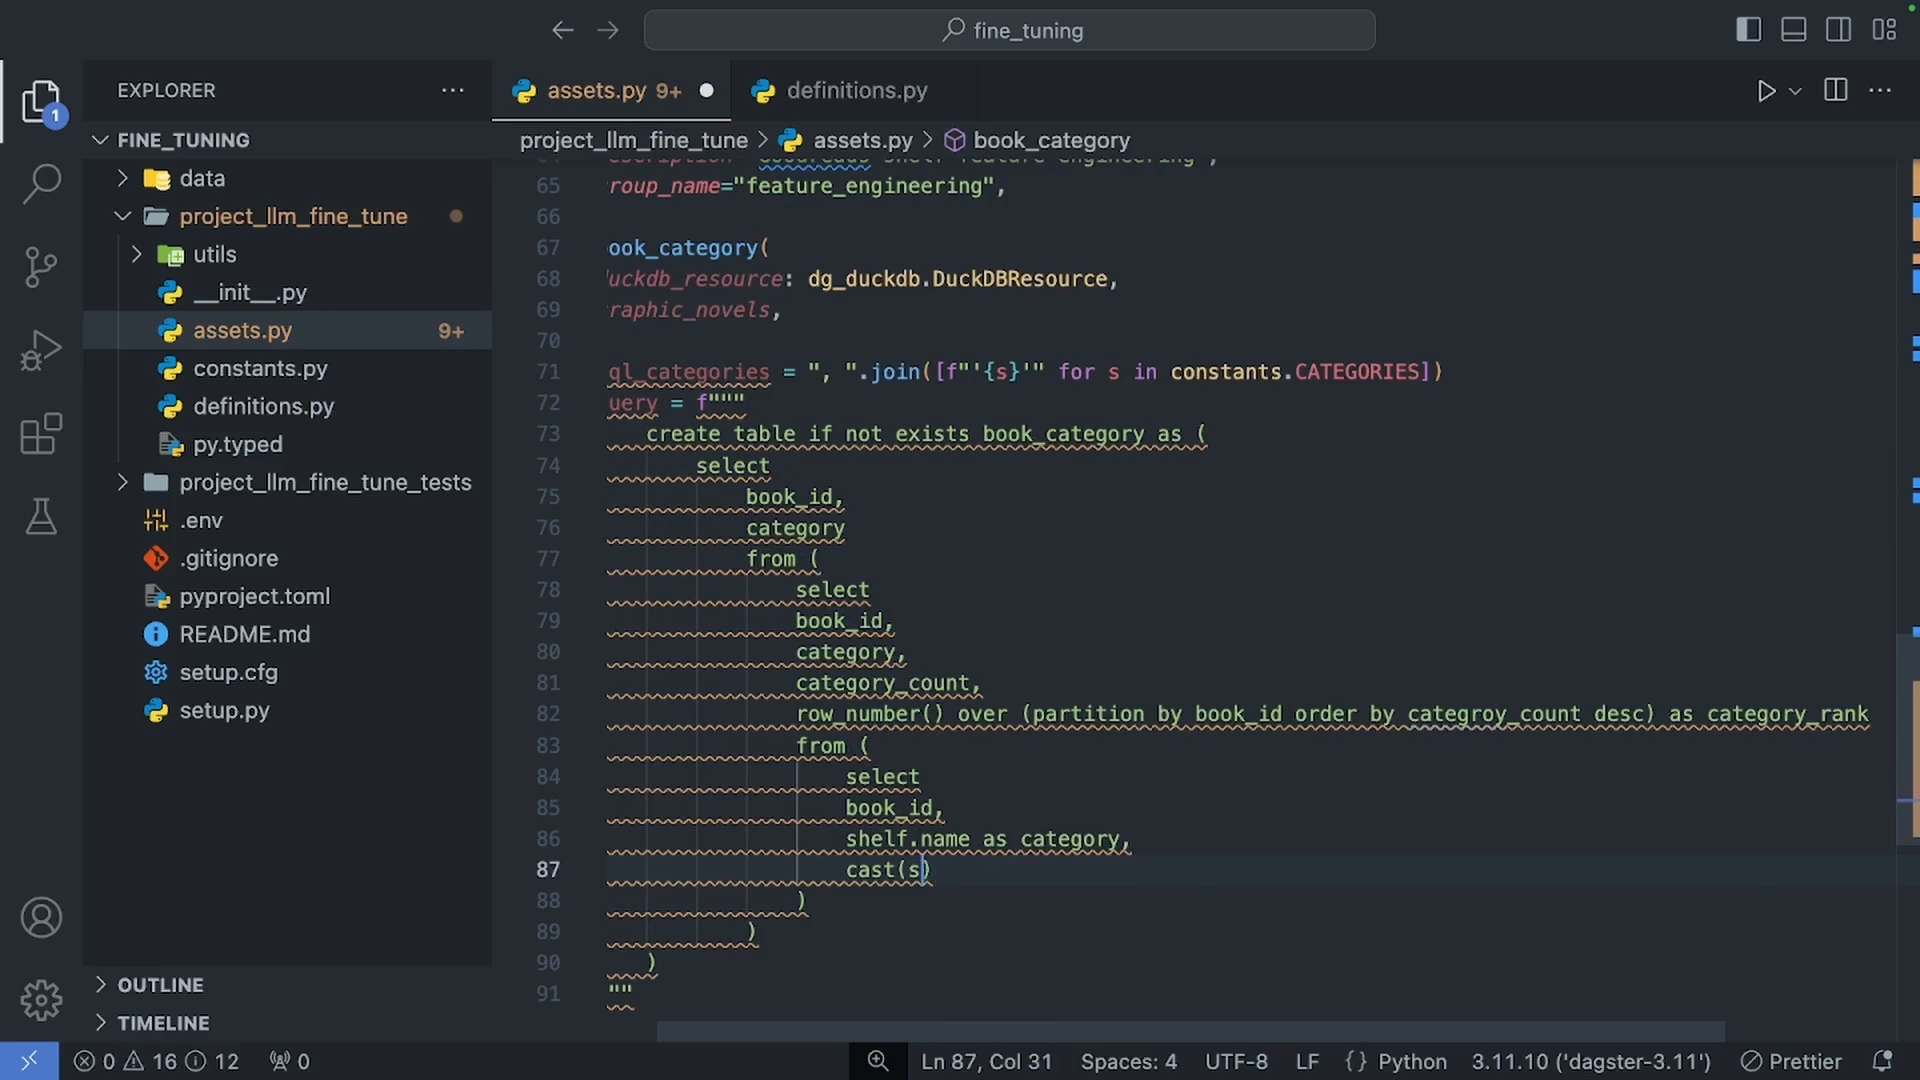 fine_tuning
EXPLORER
1
FINE_TUNING
data
project_llm_fine_tune
utils
__init__.py
assets.py 9+
constants.py
definitions.py
py.typed
project_llm_fine_tune_tests
.env
.gitignore
pyproject.toml
README.md
setup.cfg
setup.py
OUTLINE
TIMELINE
assets.py 9+
definitions.py
project_llm_fine_tune > assets.py > book_category
65 roup_name="feature_engineering",
66
67 ook_category(
68 uckdb_resource: dg_duckdb.DuckDBResource,
69 raphic_novels,
70
71 ql_categories = ", ".join([f"'{s}'" for s in constants.CATEGORIES])
72 uery = f"""
73 create table if not exists book_category as (
74 select
75 book_id,
76 category
77 from (
78 select
79 book_id,
80 category,
81 category_count,
82 row_number() over (partition by book_id order by categroy_count desc) as category_rank
83 from (
84 select
85 book_id,
86 shelf.name as category,
87 cast(s)
88 )
89 )
90 )
91 ""
0 16 12 0
Ln 87, Col 31 Spaces: 4 UTF-8 LF {} Python 3.11.10 ('dagster-3.11') Prettier